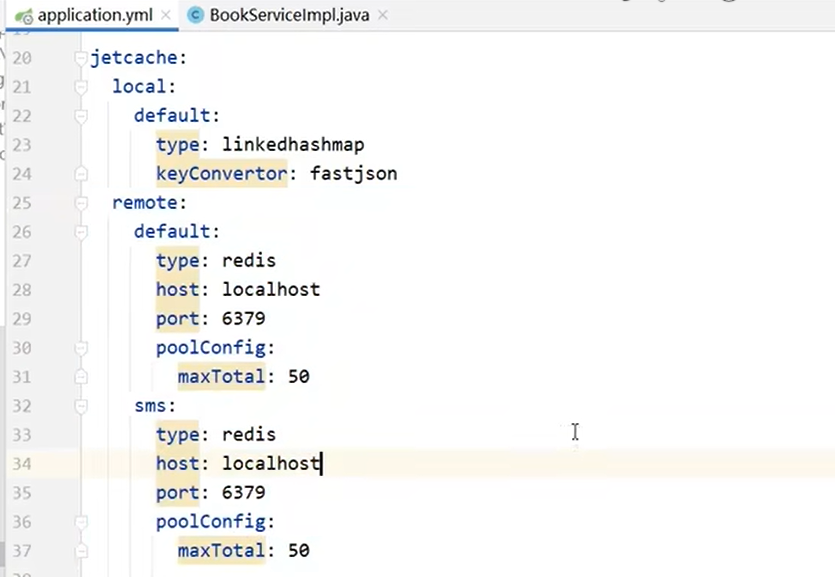 application.yml BookServiceImpl.java
20 jetcache:
21 local:
22 default:
23 type: linkedhashmap
24 keyConvertor: fastjson
25 remote:
26 default:
27 type: redis
28 host: localhost
29 port: 6379
30 poolConfig:
31 maxTotal: 50
32 sms:
33 type: redis
34 host: localhost
35 port: 6379
36 poolConfig:
37 maxTotal: 50